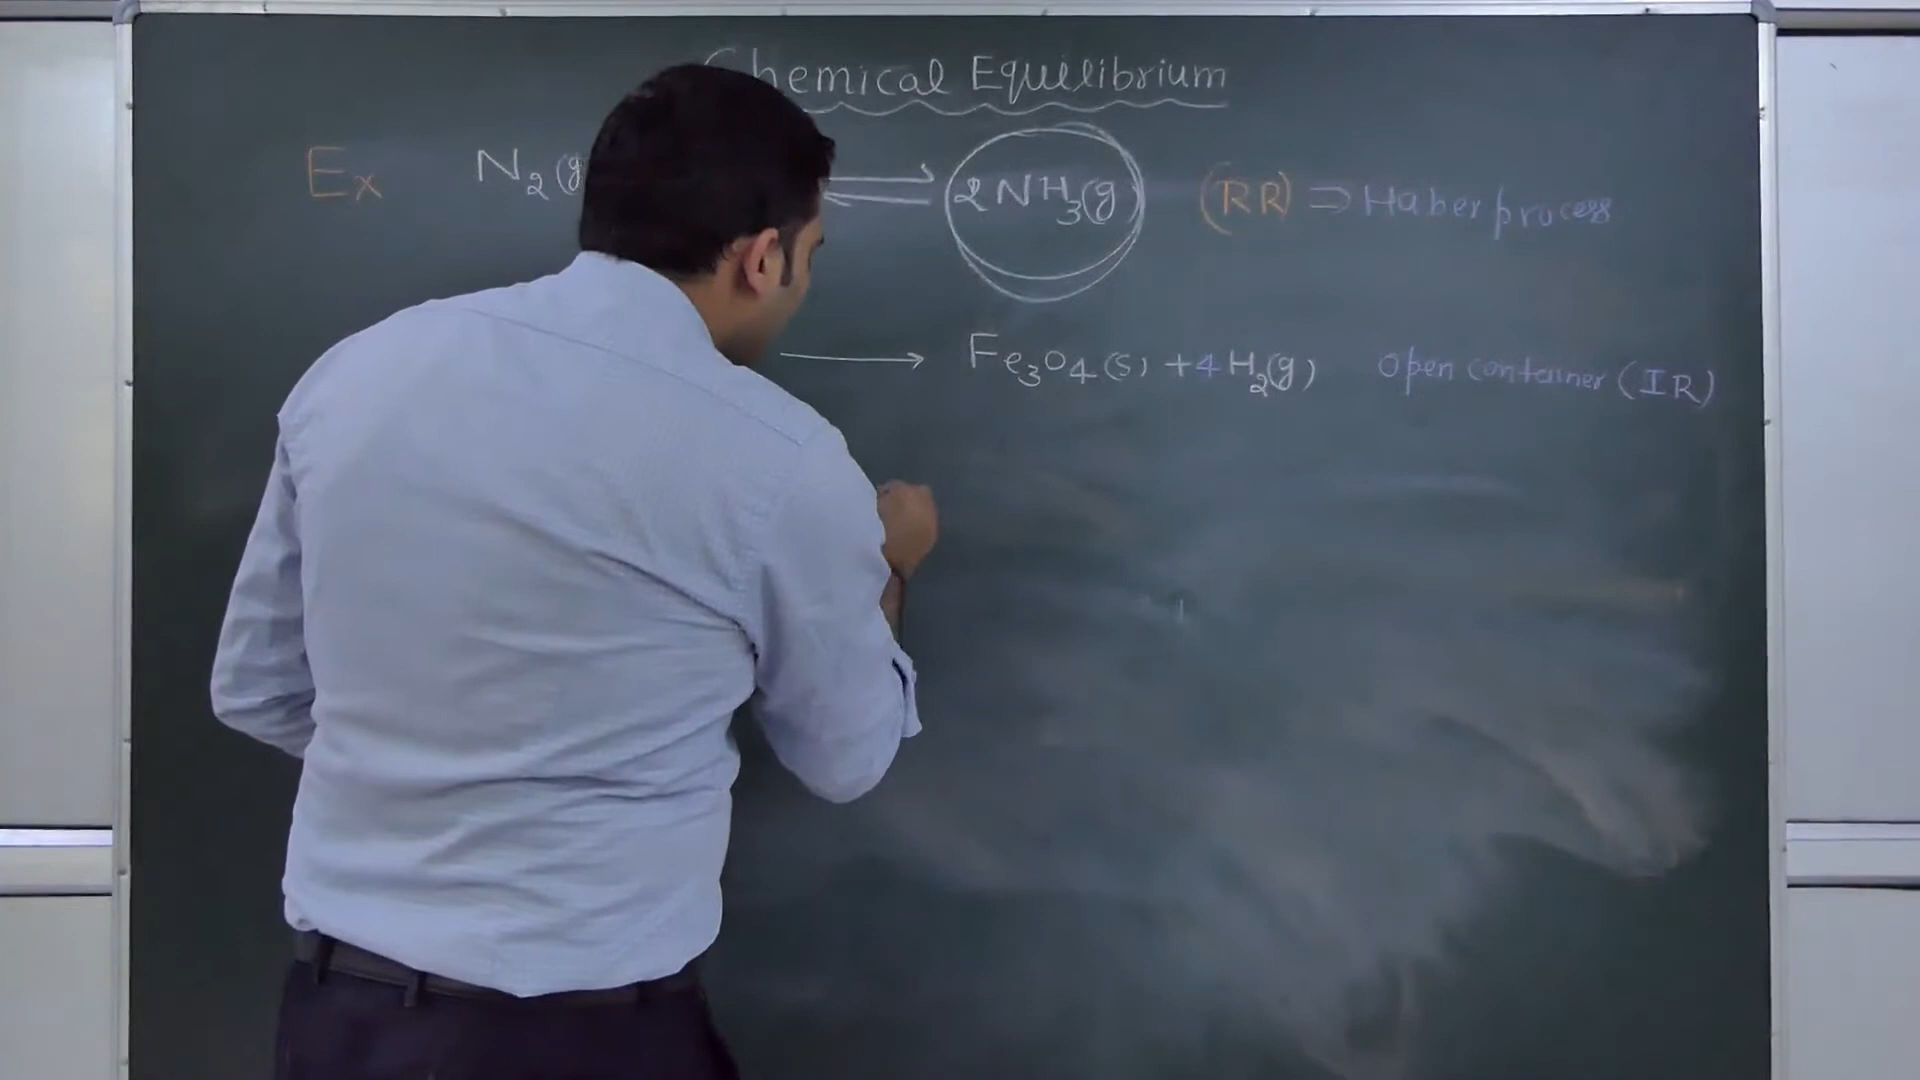 Chemical Equilibrium
Ex N₂(g ⇌ 2NH₃(g) (RR) ⇒ Haber process
→ Fe₃O₄(s) + 4H₂(g) Open container (IR)